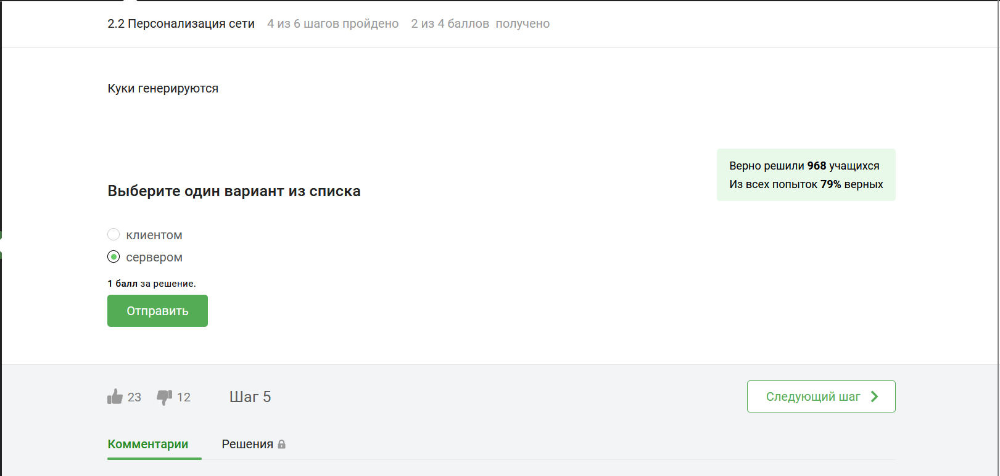 2.2 Персонализация сети 4 из 6 шагов пройдено 2 из 4 баллов получено
Куки генерируются
Верно решили 968 учащихся
Из всех попыток 79% верных
Выберите один вариант из списка
клиентом
сервером
1 балл за решение.
Отправить
23 12 Шаг 5 Следующий шаг
Комментарии Решения